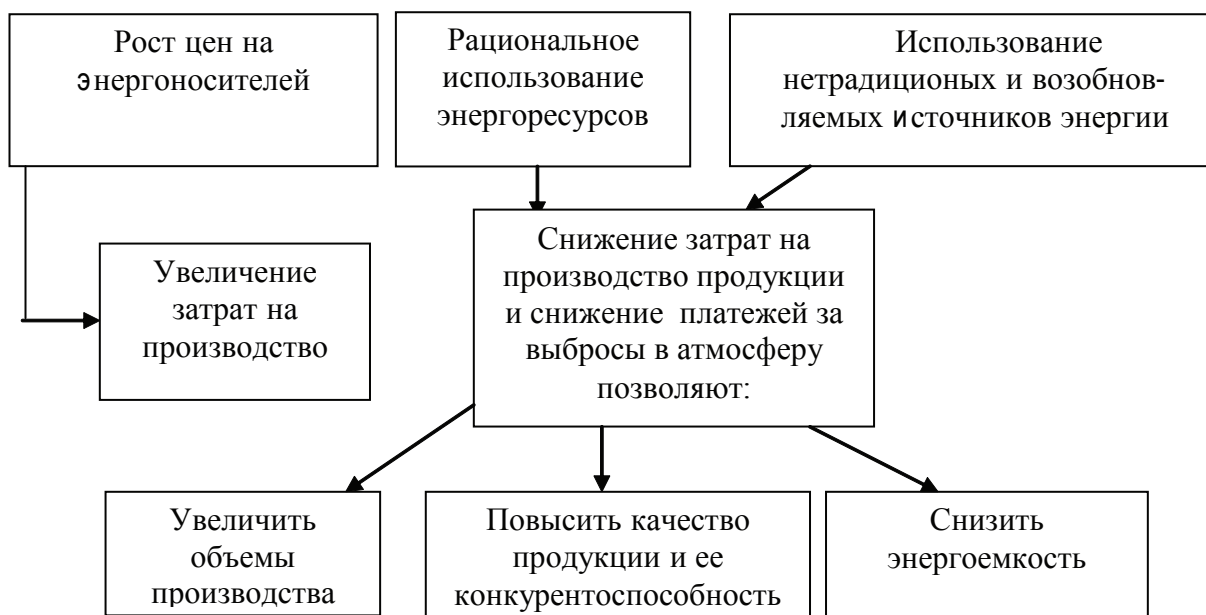 Рост цен на
энергоносителей
Рациональное
использование
энергоресурсов
Использование
нетрадиционых и возобнов-
ляемых источников энергии
Увеличение
затрат на
производство
Снижение затрат на
производство продукции
и снижение платежей за
выбросы в атмосферу
позволяют:
Увеличить
объемы
производства
Повысить качество
продукции и ее
конкурентоспособность
Снизить
энергоемкость